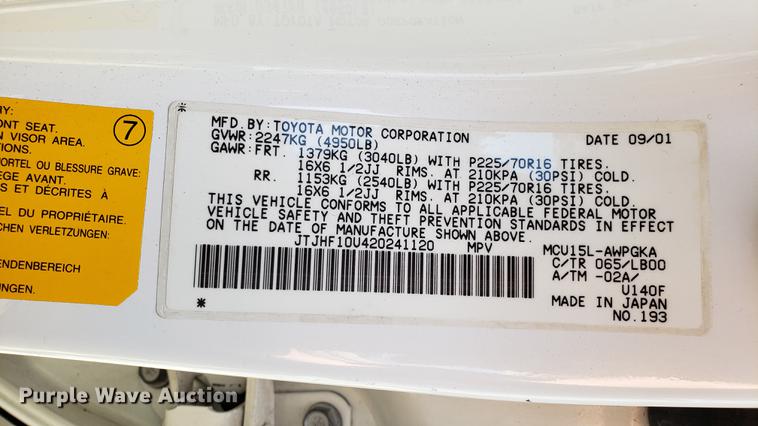 RY:
ONT SEAT.
N VISOR AREA.
TIONS.
7
ORTEL OU BLESSURE GRAVE:
ÈGE AVANT.
S ET DÉCRITES À
EL DU PROPRIÉTAIRE.
CHEN VERLETZUNGEN:
ENDENBEREICH
UNGEN.
* MFD.BY:TOYOTA MOTOR CORPORATION DATE 09/01
GVWR:2247KG (4950LB)
GAWR:FRT. 1379KG (3040LB) WITH P225/70R16 TIRES.
16X6 1/2JJ RIMS. AT 210KPA (30PSI) COLD.
RR. 1153KG (2540LB) WITH P225/70R16 TIRES.
16X6 1/2JJ RIMS. AT 210KPA (30PSI) COLD.
THIS VEHICLE CONFORMS TO ALL APPLICABLE FEDERAL MOTOR
VEHICLE SAFETY AND THEFT PREVENTION STANDARDS IN EFFECT
ON THE DATE OF MANUFACTURE SHOWN ABOVE.
JTJHF10U420241120 MPV MCU15L-AWPGKA
C/TR 065/LB00
A/TM -02A/
U140F
* MADE IN JAPAN
NO.193
Purple Wave Auction